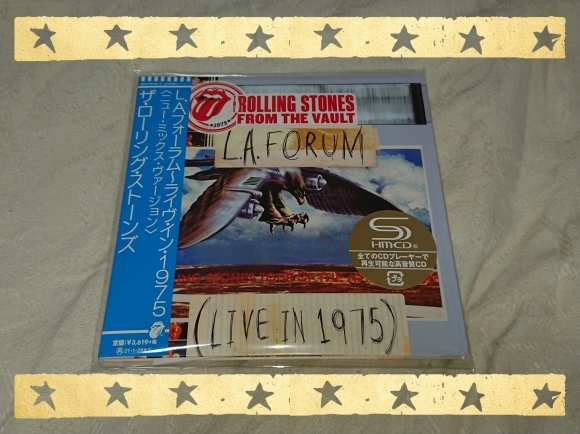 L.A.フォーラム~ライヴ・イン・1975
〈ニュー・ミックス・ヴァージョン〉
ザ・ローリング・ストーンズ
定価:¥3,619+税
THE
ROLLING STONES
FROM THE VAULT
★1975★
L.A. FORUM
SHM-CD
全てのCDプレーヤーで
再生可能な高音質CD
(LIVE IN 1975)